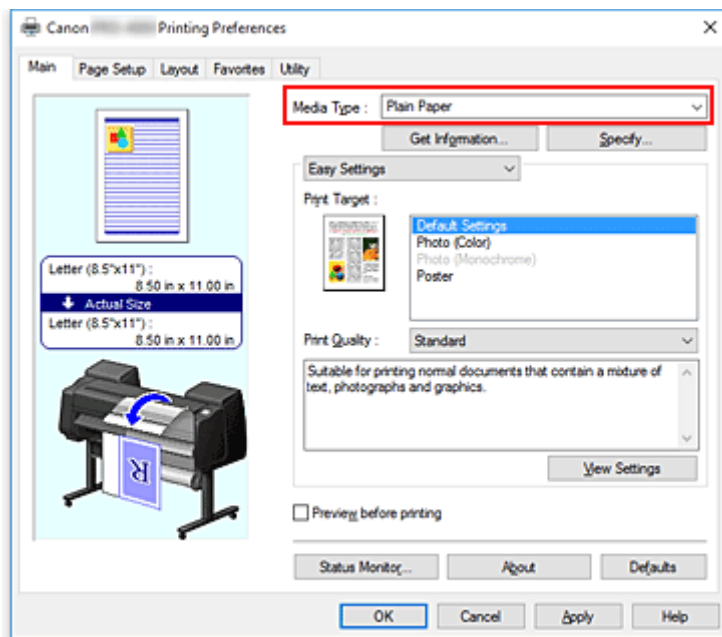 Canon Printing Preferences
Main Page Setup Layout Favorites Utility
Media Type : Plain Paper
Get Information... Specify...
Easy Settings
Print Target :
Default Settings
Photo (Color)
Photo (Monochrome)
Poster
Letter (8.5"x11") :
8.50 in x 11.00 in
Actual Size
Letter (8.5"x11") :
8.50 in x 11.00 in
R
Print Quality : Standard
Suitable for printing normal documents that contain a mixture of
text, photographs and graphics.
View Settings
Preview before printing
Status Monitor... About Defaults
OK Cancel Apply Help